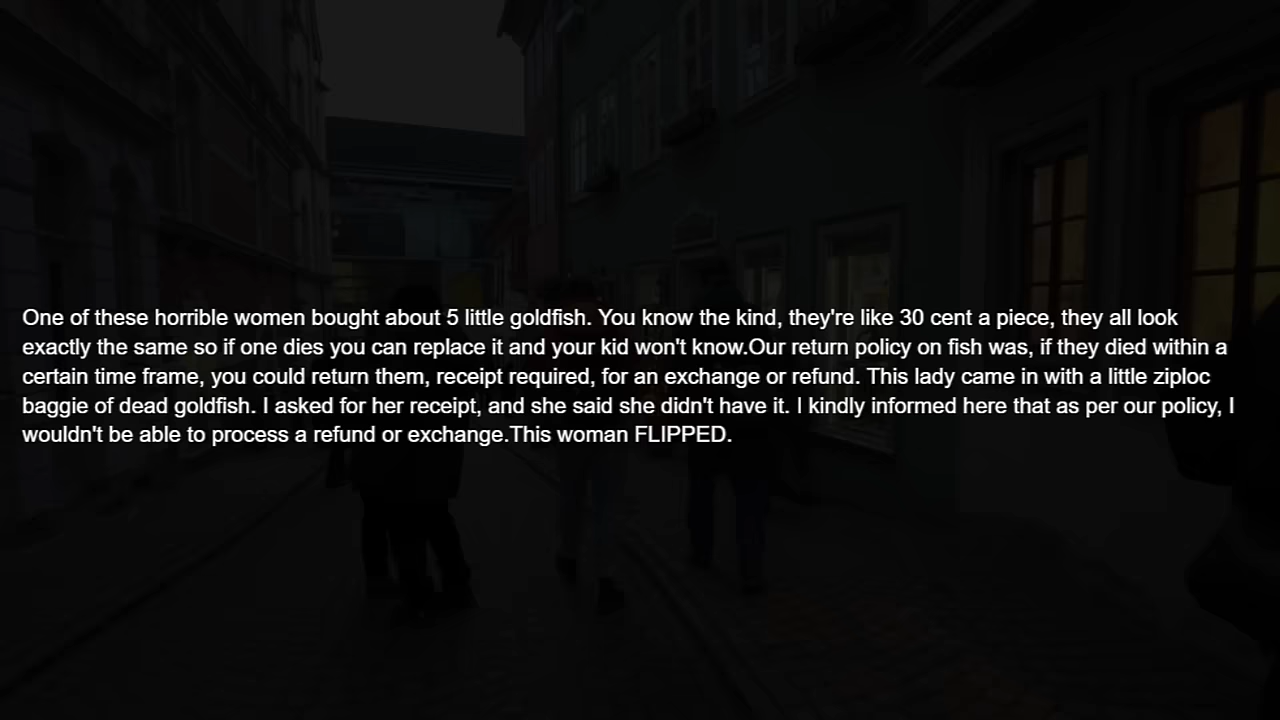 One of these horrible women bought about 5 little goldfish. You know the kind, they're like 30 cent a piece, they all look
exactly the same so if one dies you can replace it and your kid won't know.Our return policy on fish was, if they died within a
certain time frame, you could return them, receipt required, for an exchange or refund. This lady came in with a little ziploc
baggie of dead goldfish. I asked for her receipt, and she said she didn't have it. I kindly informed here that as per our policy, I
wouldn't be able to process a refund or exchange.This woman FLIPPED.